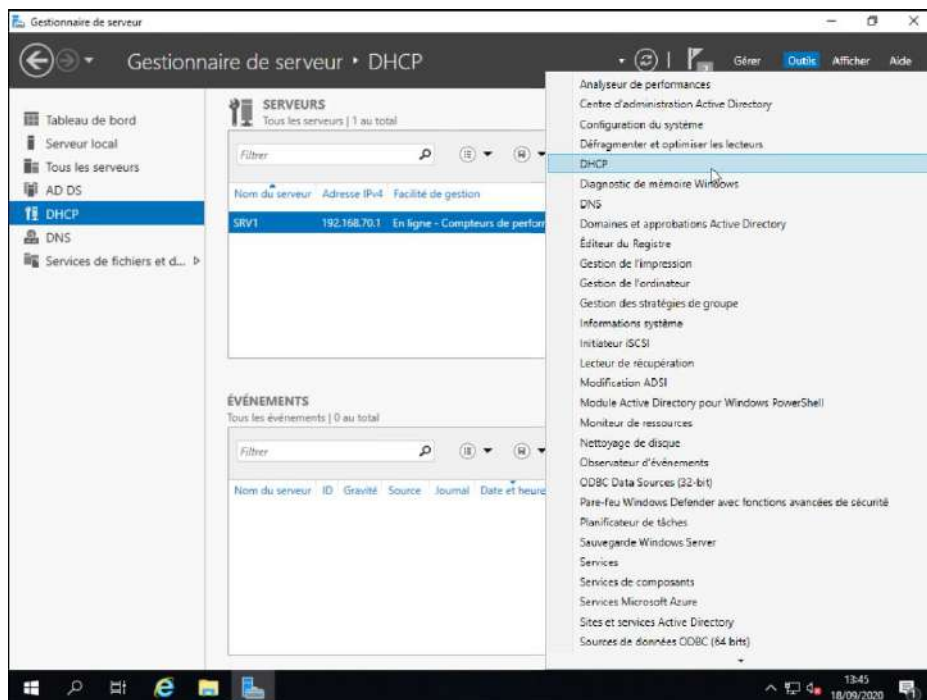 Gestionnaire de serveur
Gestionnaire de serveur • DHCP
Gérer Outils Afficher Aide
Tableau de bord
Serveur local
Tous les serveurs
AD DS
DHCP
DNS
Services de fichiers et d...
SERVEURS
Tous les serveurs | 1 au total
Filtrer
Nom du serveur Adresse IPv4 Facilité de gestion
SRV1 192.168.70.1 En ligne - Compteurs de perform
ÉVÉNEMENTS
Tous les événements | 0 au total
Filtrer
Nom du serveur ID Gravité Source Journal Date et heure
Analyseur de performances
Centre d'administration Active Directory
Configuration du système
Défragmenter et optimiser les lecteurs
DHCP
Diagnostic de mémoire Windows
DNS
Domaines et approbations Active Directory
Éditeur du Registre
Gestion de l'impression
Gestion de l'ordinateur
Gestion des stratégies de groupe
Informations système
Initiateur iSCSI
Lecteur de récupération
Modification ADSI
Module Active Directory pour Windows PowerShell
Moniteur de ressources
Nettoyage de disque
Observateur d'événements
ODBC Data Sources (32-bit)
Pare-feu Windows Defender avec fonctions avancées de sécurité
Planificateur de tâches
Sauvegarde Windows Server
Services
Services de composants
Services Microsoft Azure
Sites et services Active Directory
Sources de données ODBC (64 bits)
13:45
18/09/2020